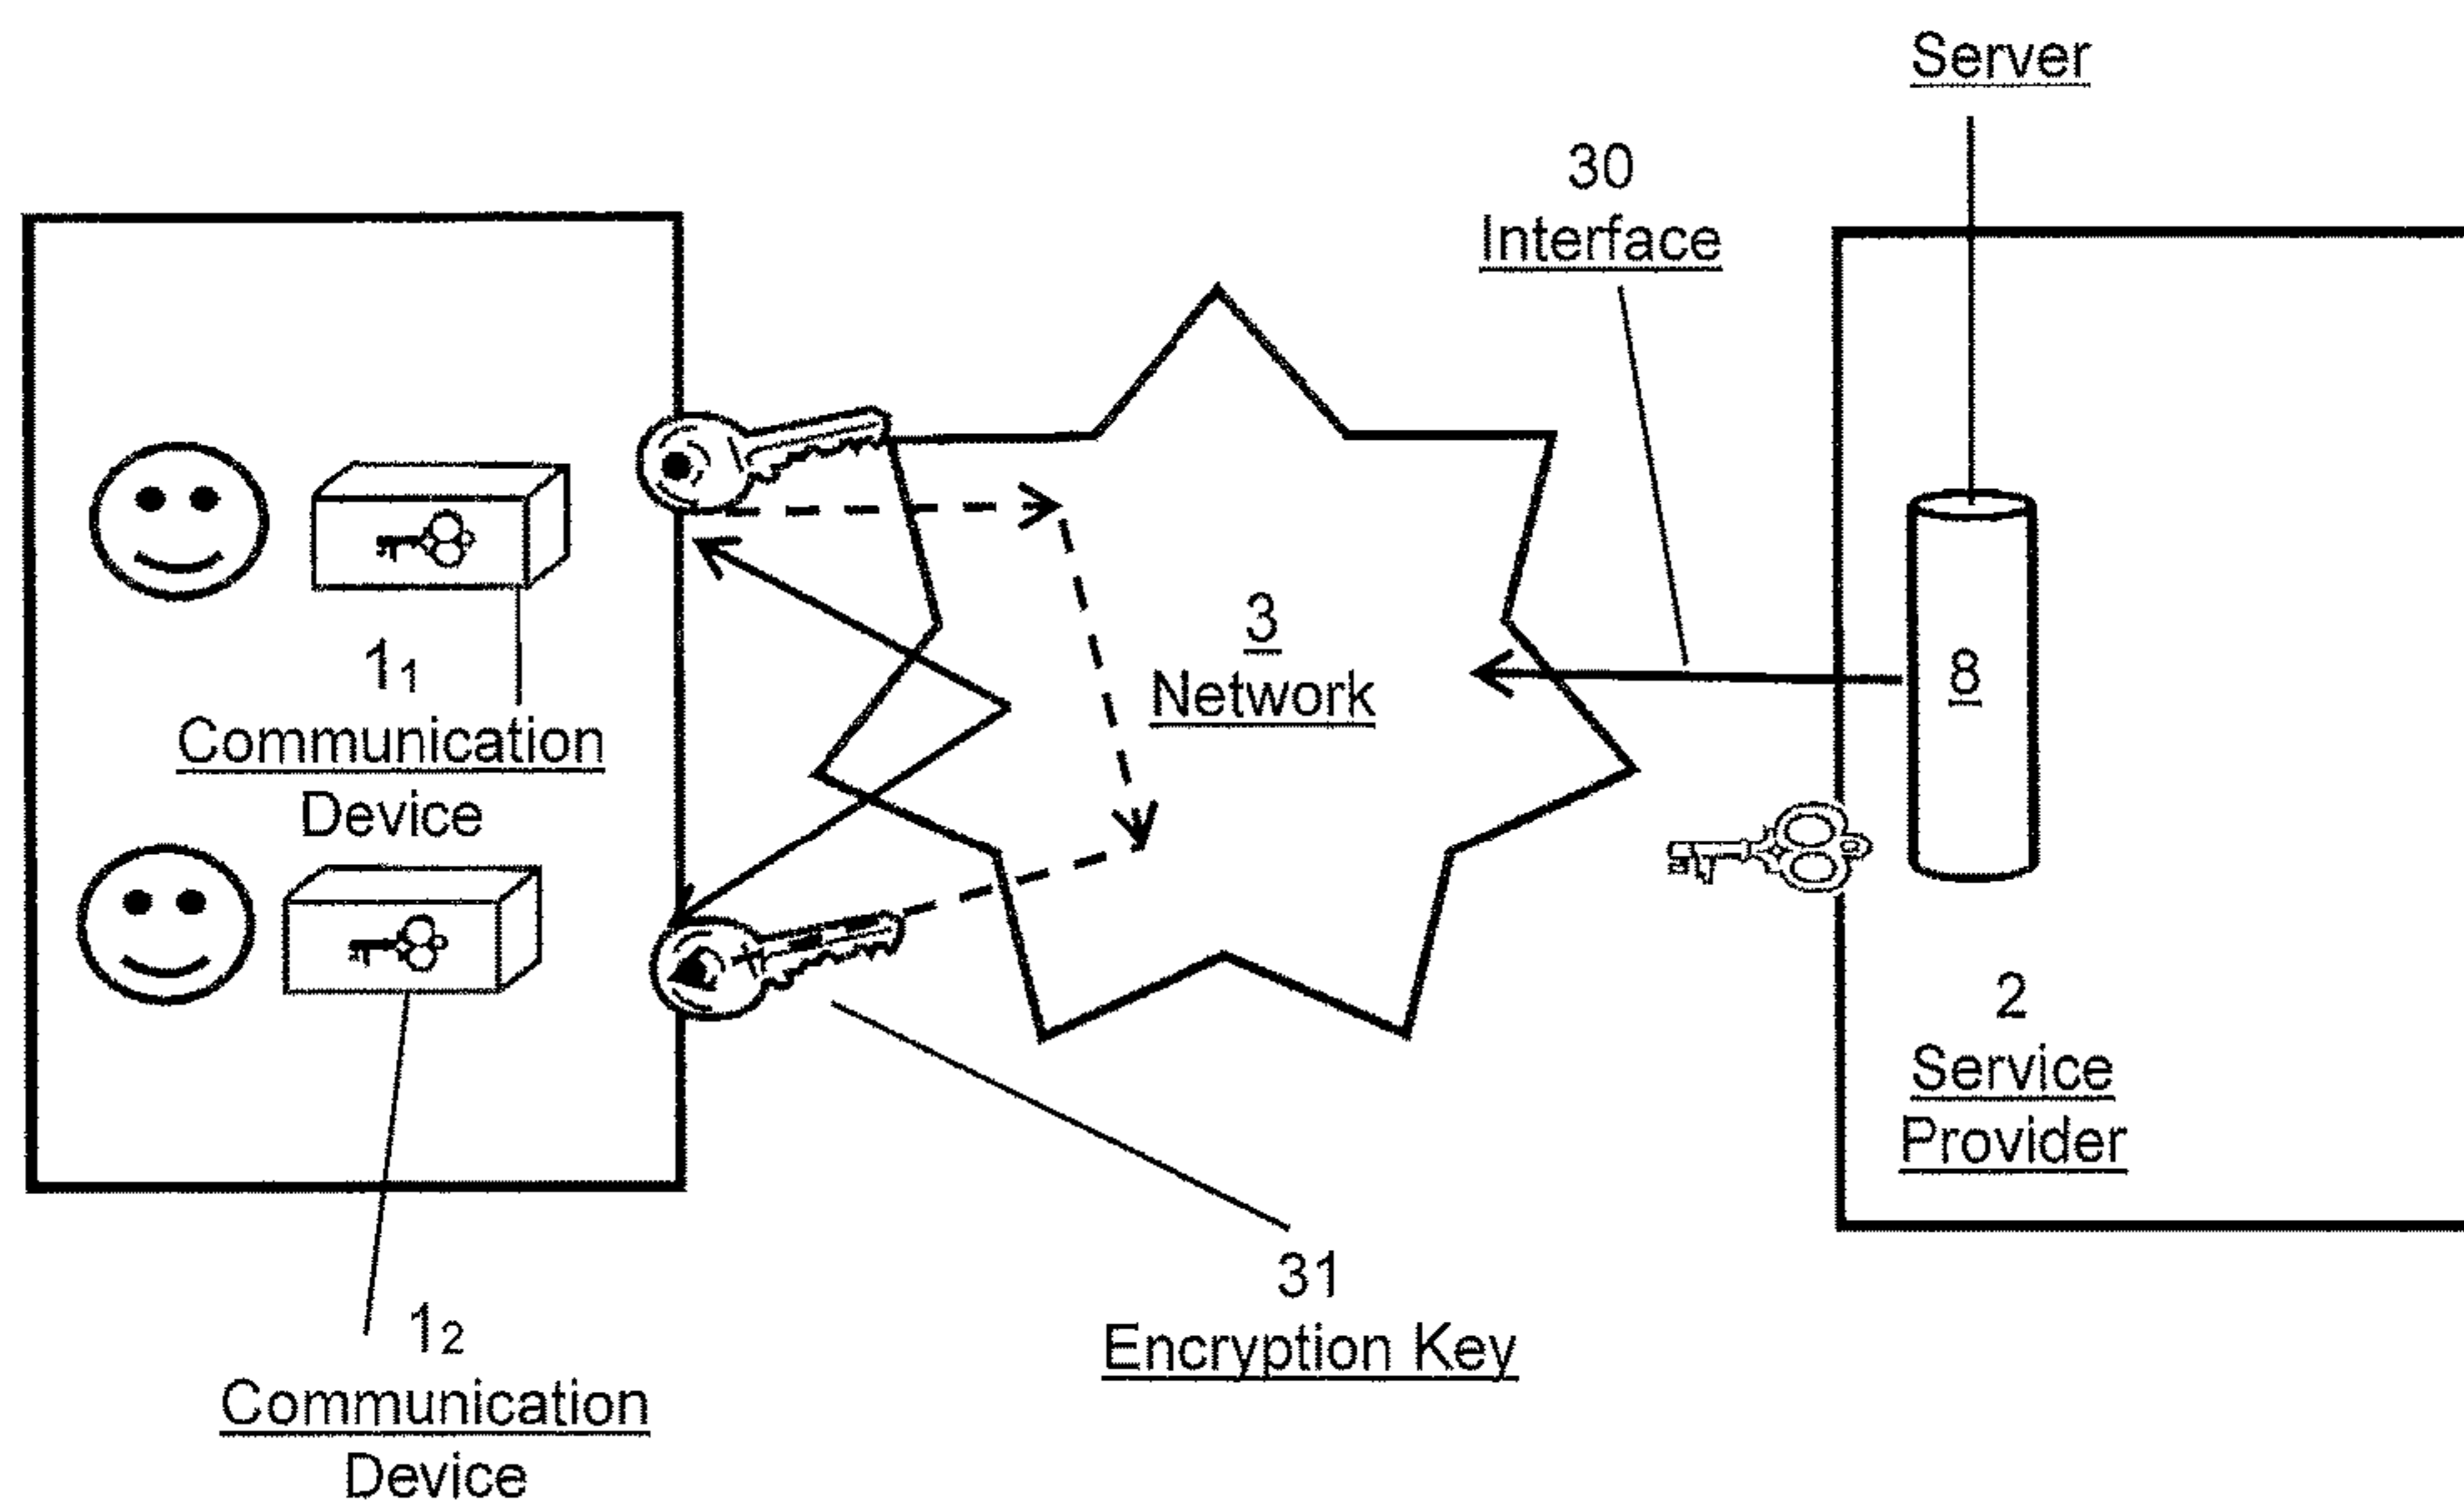 Server
30
Interface
3
Network
8
1₁
Communication
Device
2
Service
Provider
31
Encryption Key
1₂
Communication
Device